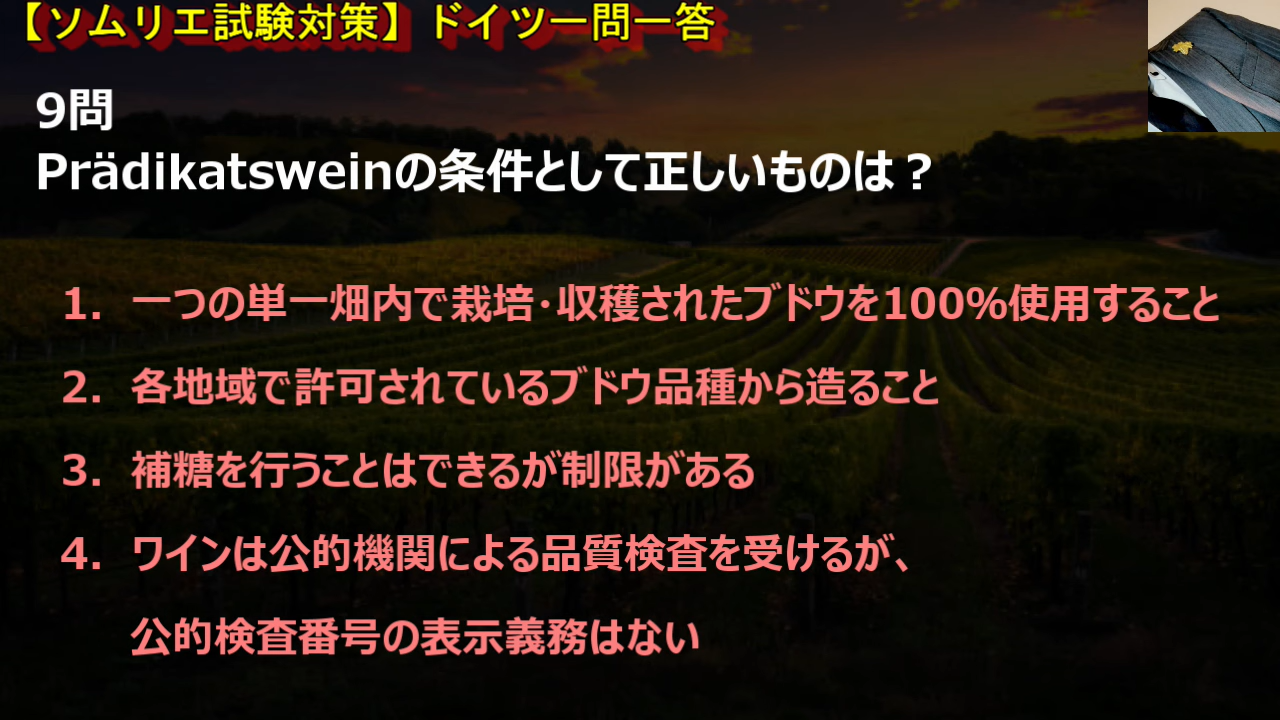 【ソムリエ試験対策】ドイツ一問一答
9問
Prädikatsweinの条件として正しいものは？
1. 一つの単一畑内で栽培・収穫されたブドウを100%使用すること
2. 各地域で許可されているブドウ品種から造ること
3. 補糖を行うことはできるが制限がある
4. ワインは公的機関による品質検査を受けるが、
公的検査番号の表示義務はない